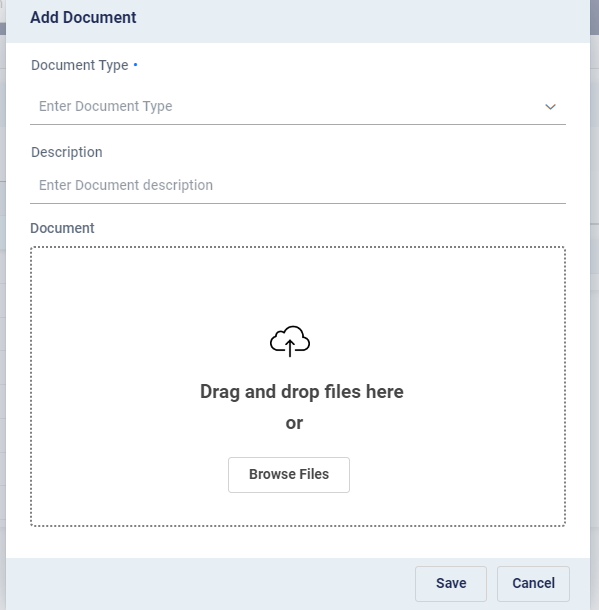 Add Document
Document Type •
Enter Document Type
Description
Enter Document description
Document
Drag and drop files here
or
Browse Files
Save
Cancel